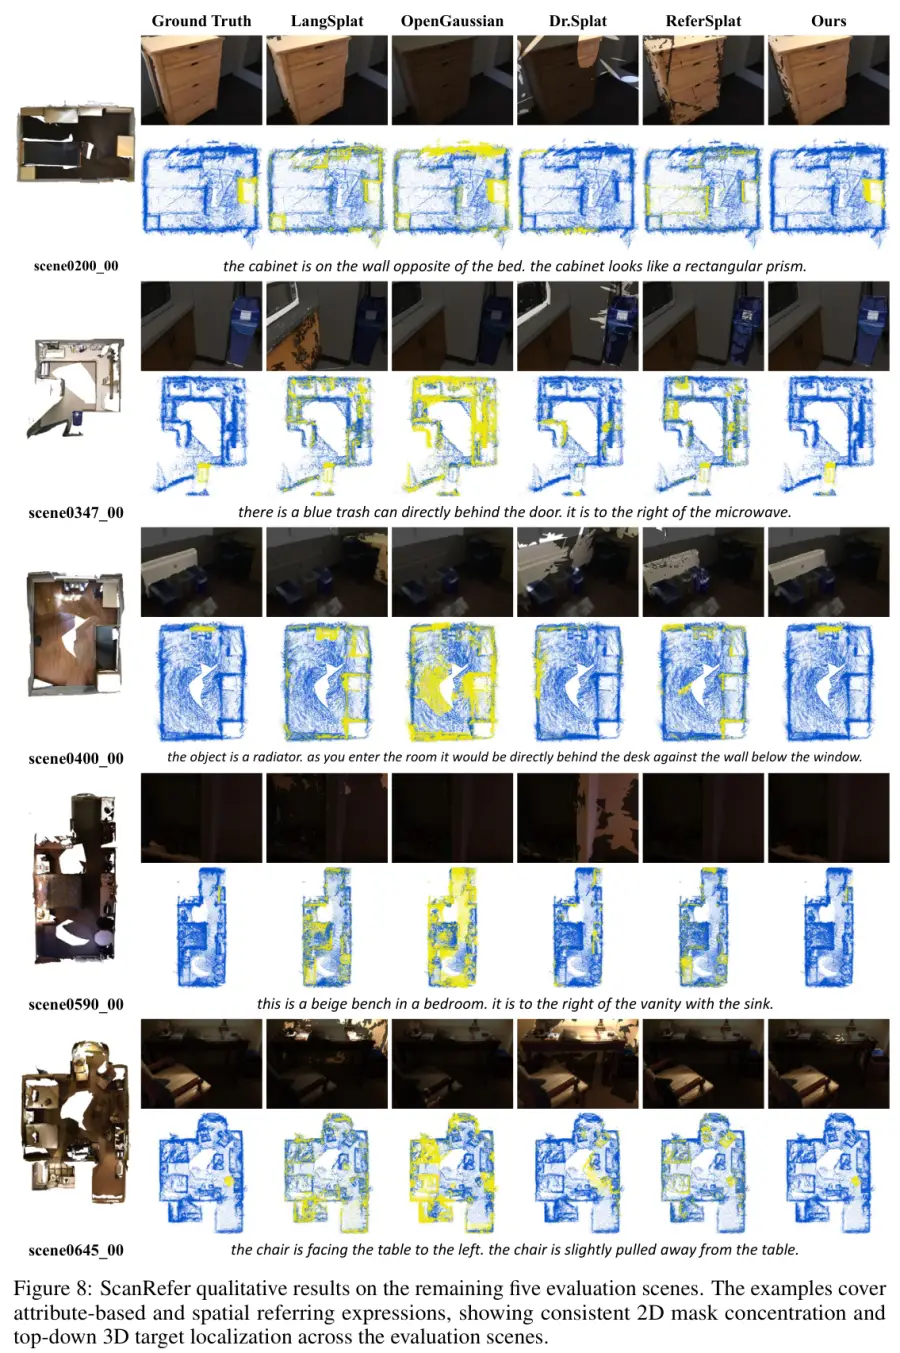 Ground Truth LangSplat OpenGaussian Dr.Splat ReferSplat Ours
scene0200_00
the cabinet is on the wall opposite of the bed. the cabinet looks like a rectangular prism.
scene0347_00
there is a blue trash can directly behind the door. it is to the right of the microwave.
scene0400_00
the object is a radiator. as you enter the room it would be directly behind the desk against the wall below the window.
scene0590_00
this is a beige bench in a bedroom. it is to the right of the vanity with the sink.
scene0645_00
the chair is facing the table to the left. the chair is slightly pulled away from the table.
Figure 8: ScanRefer qualitative results on the remaining five evaluation scenes. The examples cover
attribute-based and spatial referring expressions, showing consistent 2D mask concentration and
top-down 3D target localization across the evaluation scenes.